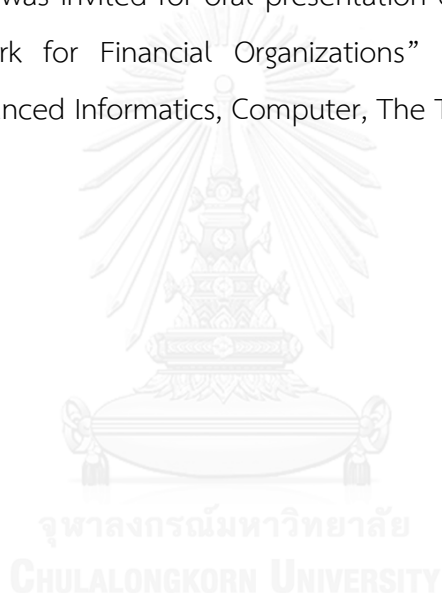 was invited for oral presentation
rk for Financial Organizations”
nced Informatics, Computer, The
จุฬาลงกรณ์มหาวิทยาลัย
CHULALONGKORN UNIVERSITY